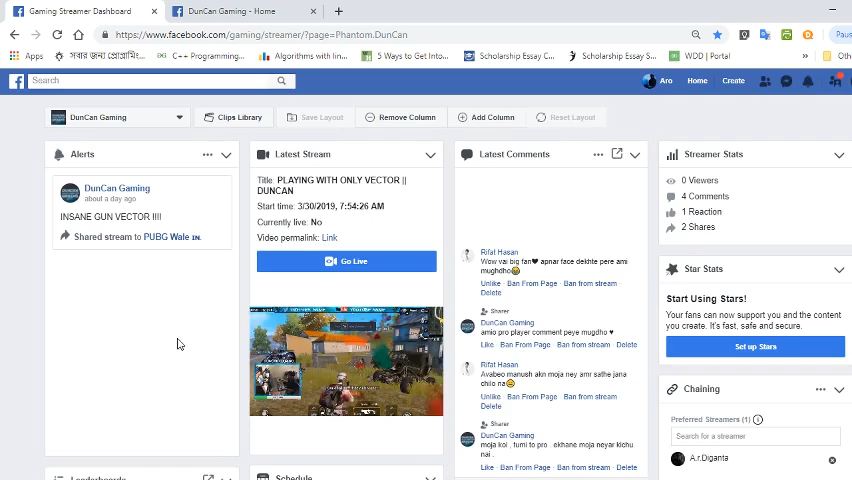 Gaming Streamer Dashboard
DunCan Gaming - Home
https://www.facebook.com/gaming/streamer/?page=Phantom.DunCan
Paus
Apps
সবার জন্য প্রোগ্রামিং...
C++ Programming...
Algorithms with lin...
5 Ways to Get Into...
Scholarship Essay C
Scholarship Essay S...
WDD | Portal
Oth
Search
Aro
Home
Create
DunCan Gaming
Clips Library
Save Layout
Remove Column
Add Column
Reset Layout
Alerts
DunCan Gaming
about a day ago
INSANE GUN VECTOR !!!!
Shared stream to PUBG Wale IN.
Leaderboards
Latest Stream
Title: PLAYING WITH ONLY VECTOR ||
DUNCAN
Start time: 3/30/2019, 7:54:26 AM
Currently live: No
Video permalink: Link
Go Live
Schedule
Latest Comments
Rifat Hasan
Wow vai big fan❤ apnar face dekhte pere ami
mughdho😂
Unlike · Ban From Page · Ban from stream ·
Delete
Sharer
DunCan Gaming
amio pro player comment peye mugdho ♥
Like · Ban From Page · Ban from stream · Delete
Rifat Hasan
Avabeo manush akn moja ney amr sathe jana
chilo na
Unlike · Ban From Page · Ban from stream ·
Delete
Sharer
DunCan Gaming
moja koi , tumi to pro . ekhane moja neyar kichu
nai .
Like · Ban From Page · Ban from stream · Delete
Streamer Stats
0 Viewers
4 Comments
1 Reaction
2 Shares
Star Stats
Start Using Stars!
Your fans can now support you and the content
you create. It's fast, safe and secure.
Set up Stars
Chaining
Preferred Streamers (1)
Search for a streamer
A.r.Diganta